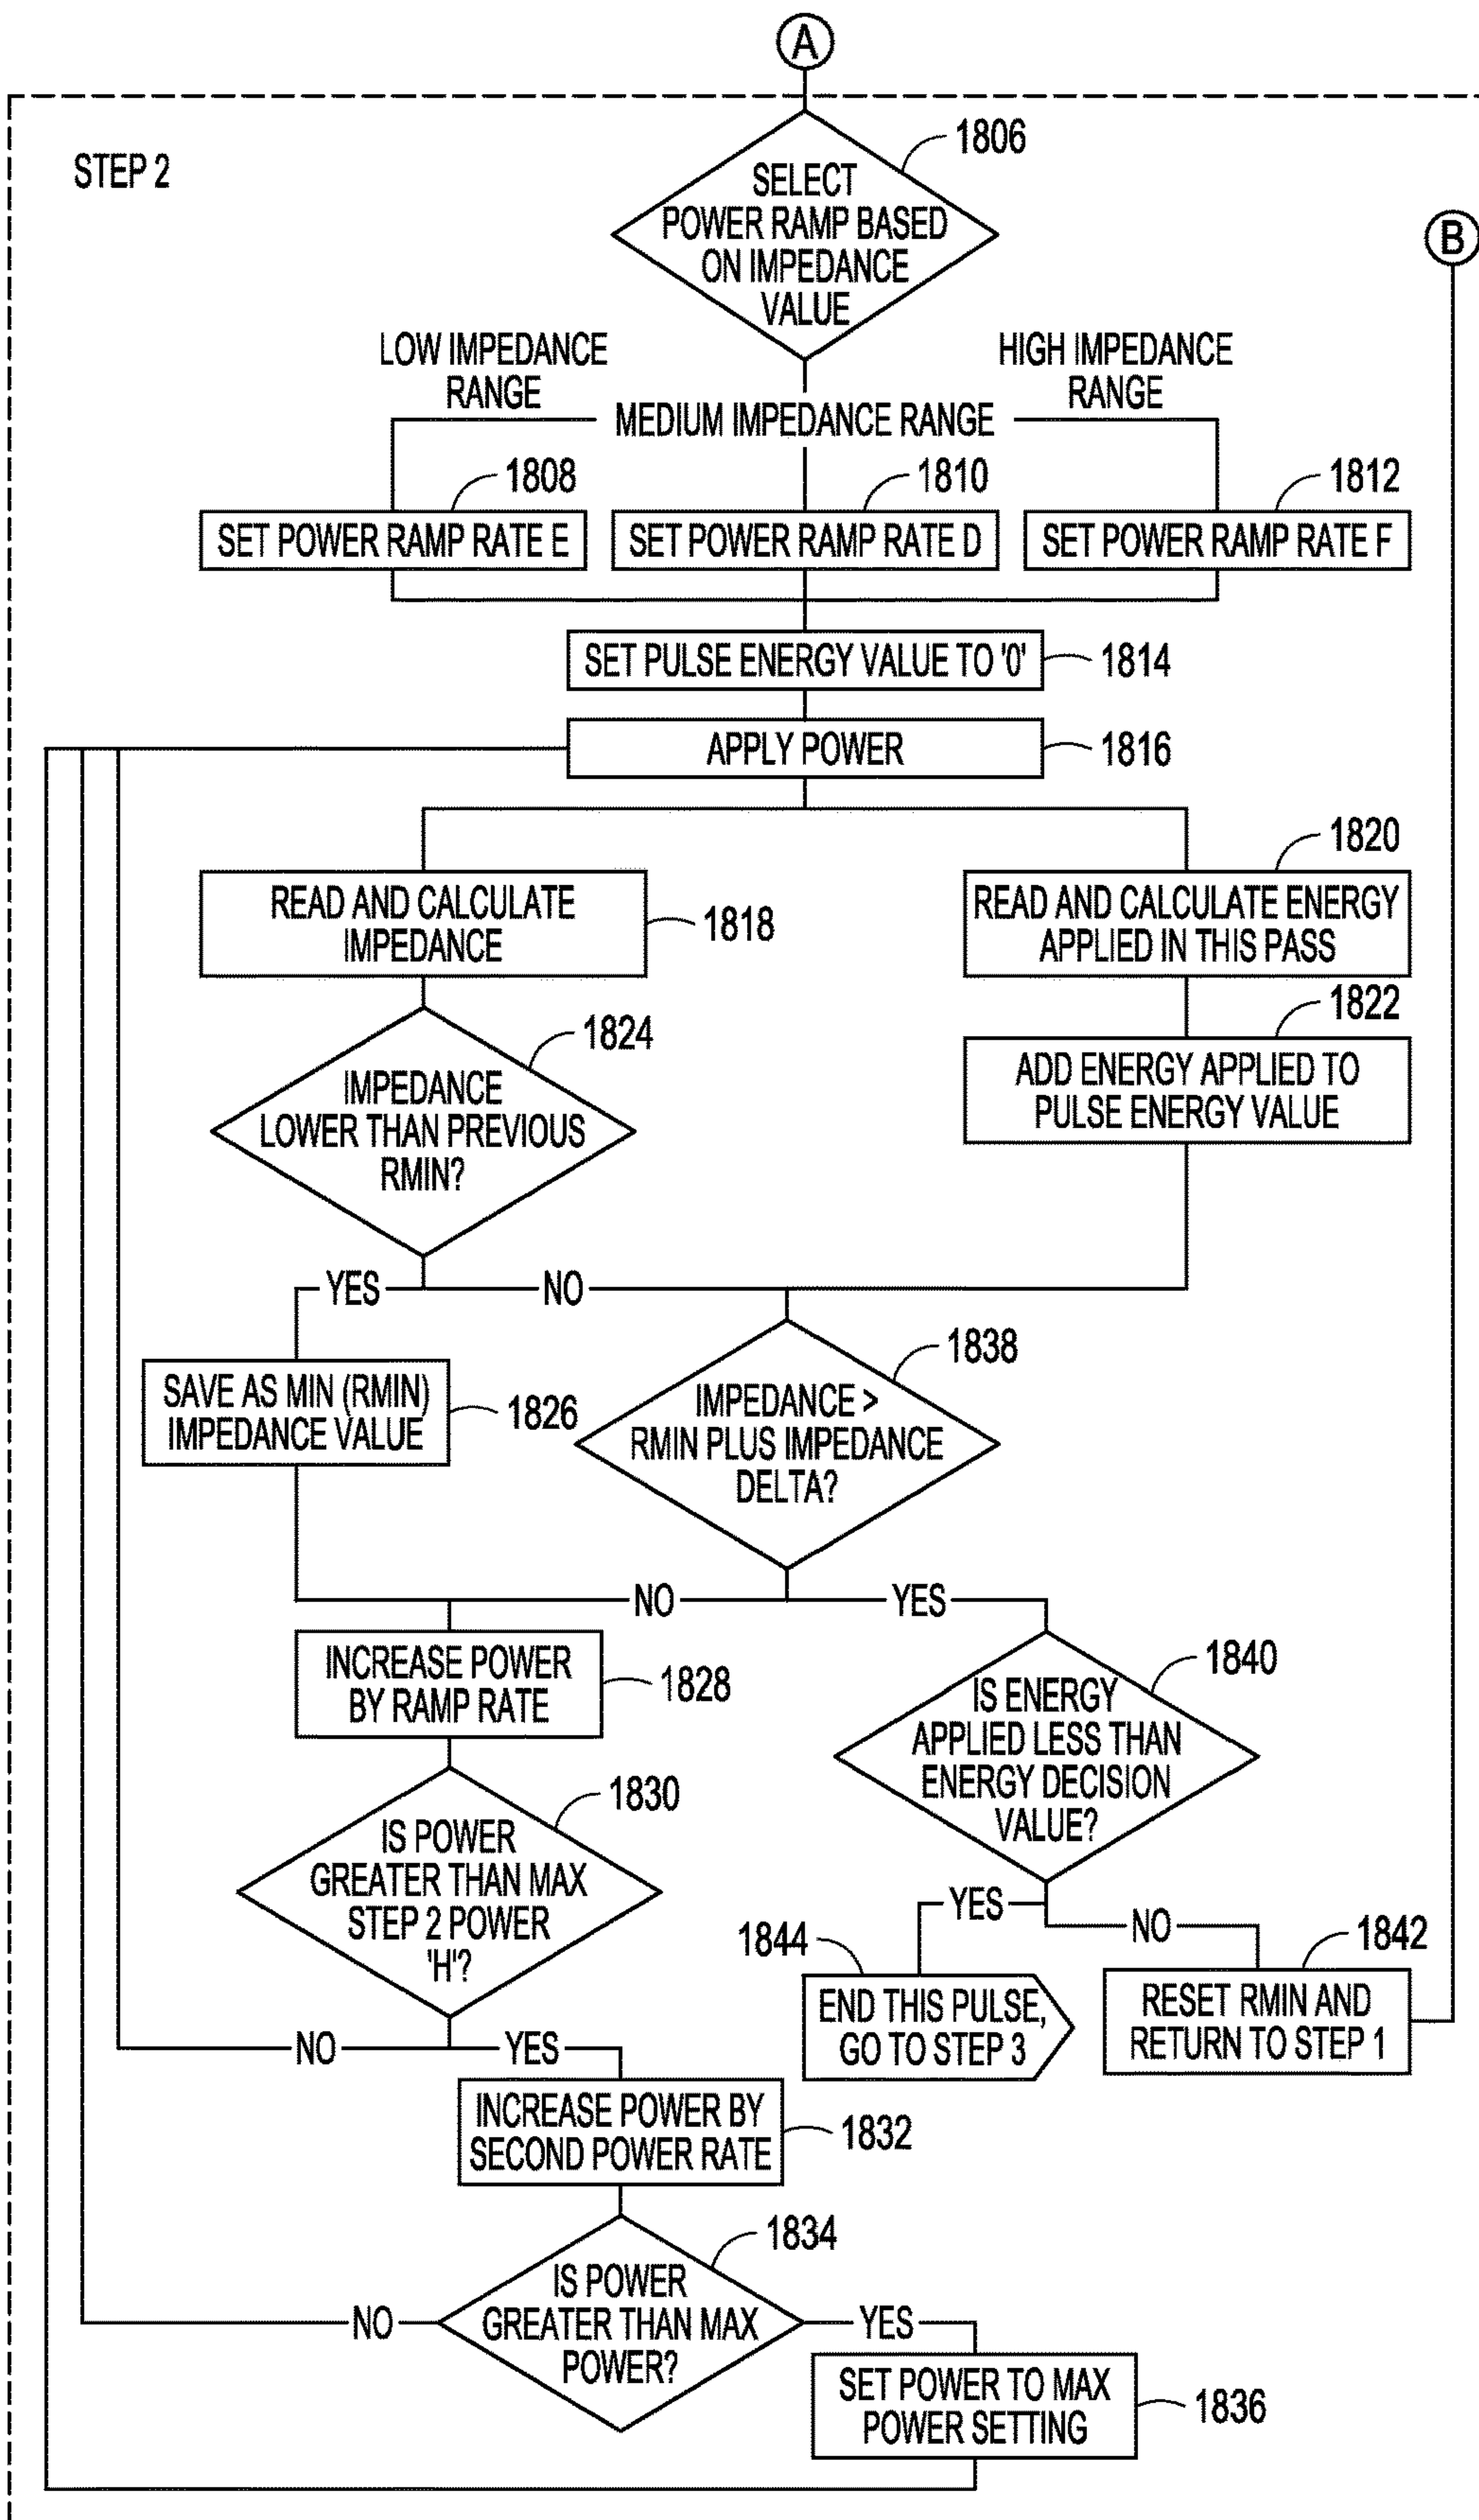 A
STEP 2
1806
SELECT
POWER RAMP BASED
ON IMPEDANCE
VALUE
B
LOW IMPEDANCE
RANGE
HIGH IMPEDANCE
RANGE
MEDIUM IMPEDANCE RANGE
1808
1810
1812
SET POWER RAMP RATE E
SET POWER RAMP RATE D
SET POWER RAMP RATE F
SET PULSE ENERGY VALUE TO '0'
1814
APPLY POWER
1816
READ AND CALCULATE
IMPEDANCE
1818
1820
READ AND CALCULATE ENERGY
APPLIED IN THIS PASS
1822
ADD ENERGY APPLIED TO
PULSE ENERGY VALUE
1824
IMPEDANCE
LOWER THAN PREVIOUS
RMIN?
YES
NO
SAVE AS MIN (RMIN)
IMPEDANCE VALUE
1826
1838
IMPEDANCE >
RMIN PLUS IMPEDANCE
DELTA?
NO
YES
INCREASE POWER
BY RAMP RATE
1828
1840
IS ENERGY
APPLIED LESS THAN
ENERGY DECISION
VALUE?
1830
IS POWER
GREATER THAN MAX
STEP 2 POWER
'H'?
YES
NO
1844
END THIS PULSE,
GO TO STEP 3
1842
RESET RMIN AND
RETURN TO STEP 1
NO
YES
INCREASE POWER BY
SECOND POWER RATE
1832
1834
IS POWER
GREATER THAN MAX
POWER?
NO
YES
SET POWER TO MAX
POWER SETTING
1836